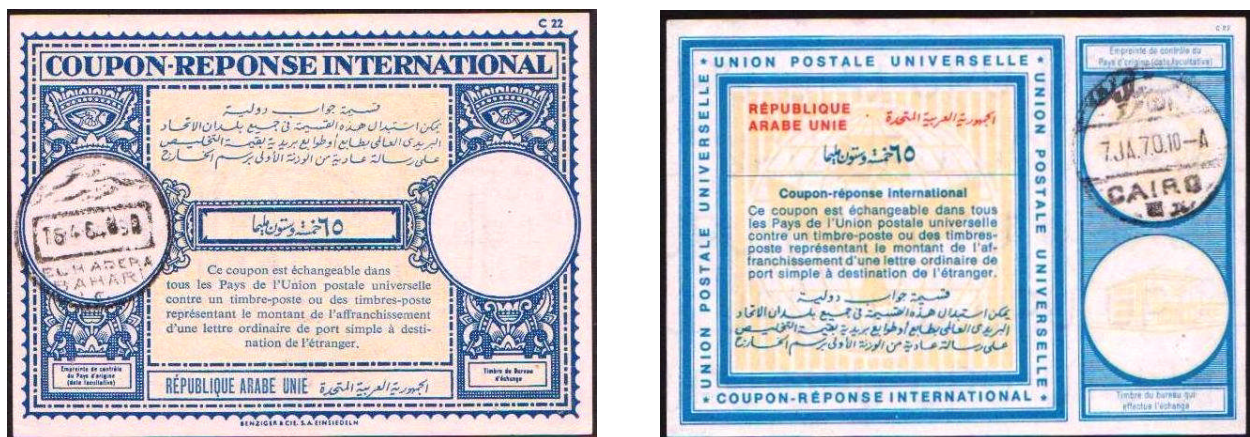 C 22
COUPON-REPONSE INTERNATIONAL
قسيمة جواب دولية
يمكن استبدال هذه القسيمة في جميع بلدان الاتحاد
البريدى العالمى بطابع أو طوابع بريدية بقيمة التخليص
على رسالة عادية من الوزنة الأولى برسم الخارج
٦٥ خمسة وستون مليما
EL HADERA
BAHARI
Ce coupon est échangeable dans
tous les Pays de l'Union postale universelle
contre un timbre-poste ou des timbres-poste
représentant le montant de l'affranchissement
d'une lettre ordinaire de port simple à desti-
nation de l'étranger.
Empreinte de contrôle
du Pays d'origine
(date facultative)
Timbre du Bureau
d'échange
RÉPUBLIQUE ARABE UNIE الجمهورية العربية المتحدة
BENZIGER & CIE. S.A. EINSIEDELN
C 22
UNION POSTALE UNIVERSELLE
UNION POSTALE UNIVERSELLE
UNION POSTALE UNIVERSELLE
RÉPUBLIQUE
ARABE UNIE الجمهورية العربية المتحدة
٦٥ خمسة وستون مليما
Coupon-réponse international
Ce coupon est échangeable dans tous
les Pays de l'Union postale universelle
contre un timbre-poste ou des timbres-
poste représentant le montant de l'af-
franchissement d'une lettre ordinaire de
port simple à destination de l'étranger.
قسيمة جواب دولية
يمكن استبدال هذه القسيمة في جميع بلدان الاتحاد
البريدى العالمى بطابع أو طوابع بريدية بقيمة التخليص
على رسالة عادية من الوزنة الأولى برسم الخارج
COUPON-RÉPONSE INTERNATIONAL
Empreinte de contrôle du
Pays d'origine (date facultative)
7.JA.70.10-A
CAIRO
Timbre du bureau qui
effectue l'échange